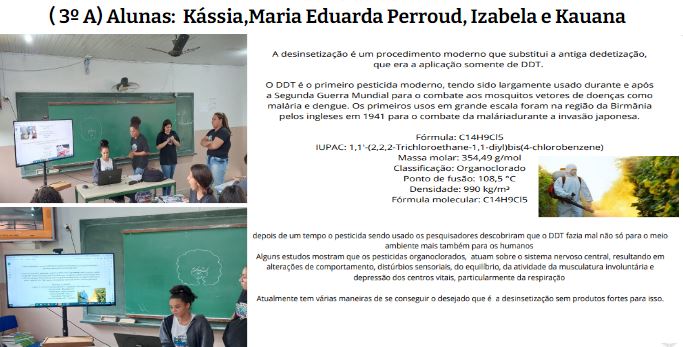 ( 3º A) Alunas: Kássia,Maria Eduarda Perroud, Izabela e Kauana
A desinsetização é um procedimento moderno que substitui a antiga dedetização,
que era a aplicação somente de DDT.
O DDT é o primeiro pesticida moderno, tendo sido largamente usado durante e após
a Segunda Guerra Mundial para o combate aos mosquitos vetores de doenças como
malária e dengue. Os primeiros usos em grande escala foram na região da Birmânia
pelos ingleses em 1941 para o combate da maláriadurante a invasão japonesa.
Fórmula: C14H9Cl5
IUPAC: 1,1'-(2,2,2-Trichloroethane-1,1-diyl)bis(4-chlorobenzene)
Massa molar: 354,49 g/mol
Classificação: Organoclorado
Ponto de fusão: 108,5 °C
Densidade: 990 kg/m³
Fórmula molecular: C14H9Cl5
depois de um tempo o pesticida sendo usado os pesquisadores descobriram que o DDT fazia mal não só para o meio
ambiente mais também para os humanos
Alguns estudos mostram que os pesticidas organoclorados, atuam sobre o sistema nervoso central, resultando em
alterações de comportamento, distúrbios sensoriais, do equilíbrio, da atividade da musculatura involuntária e
depressão dos centros vitais, particularmente da respiração
Atualmente tem várias maneiras de se conseguir o desejado que é a desinsetização sem produtos fortes para isso.